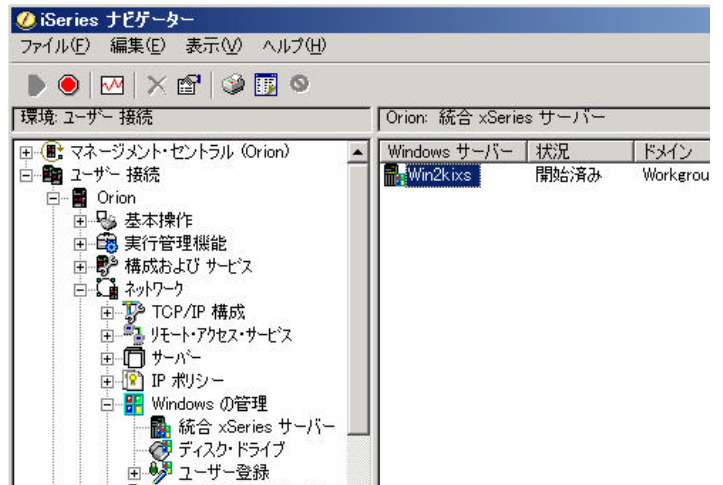 iSeries ナビゲーター
ファイル(F) 編集(E) 表示(V) ヘルプ(H)
環境: ユーザー 接続
Orion: 統合 xSeries サーバー
マネージメント・セントラル (Orion)
ユーザー 接続
Orion
基本操作
実行管理機能
構成および サービス
ネットワーク
TCP/IP 構成
リモート・アクセス・サービス
サーバー
IP ポリシー
Windows の管理
統合 xSeries サーバー
ディスク・ドライブ
ユーザー登録
Windows サーバー 状況 ドメイン
Win2kixs 開始済み Workgrou